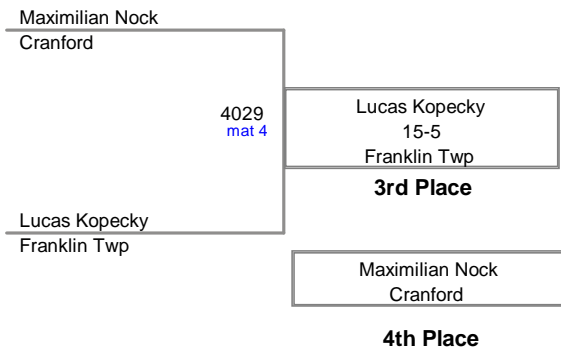 Maximilian Nock
Cranford
4029
mat 4
Lucas Kopecky
15-5
Franklin Twp
3rd Place
Lucas Kopecky
Franklin Twp
Maximilian Nock
Cranford
4th Place